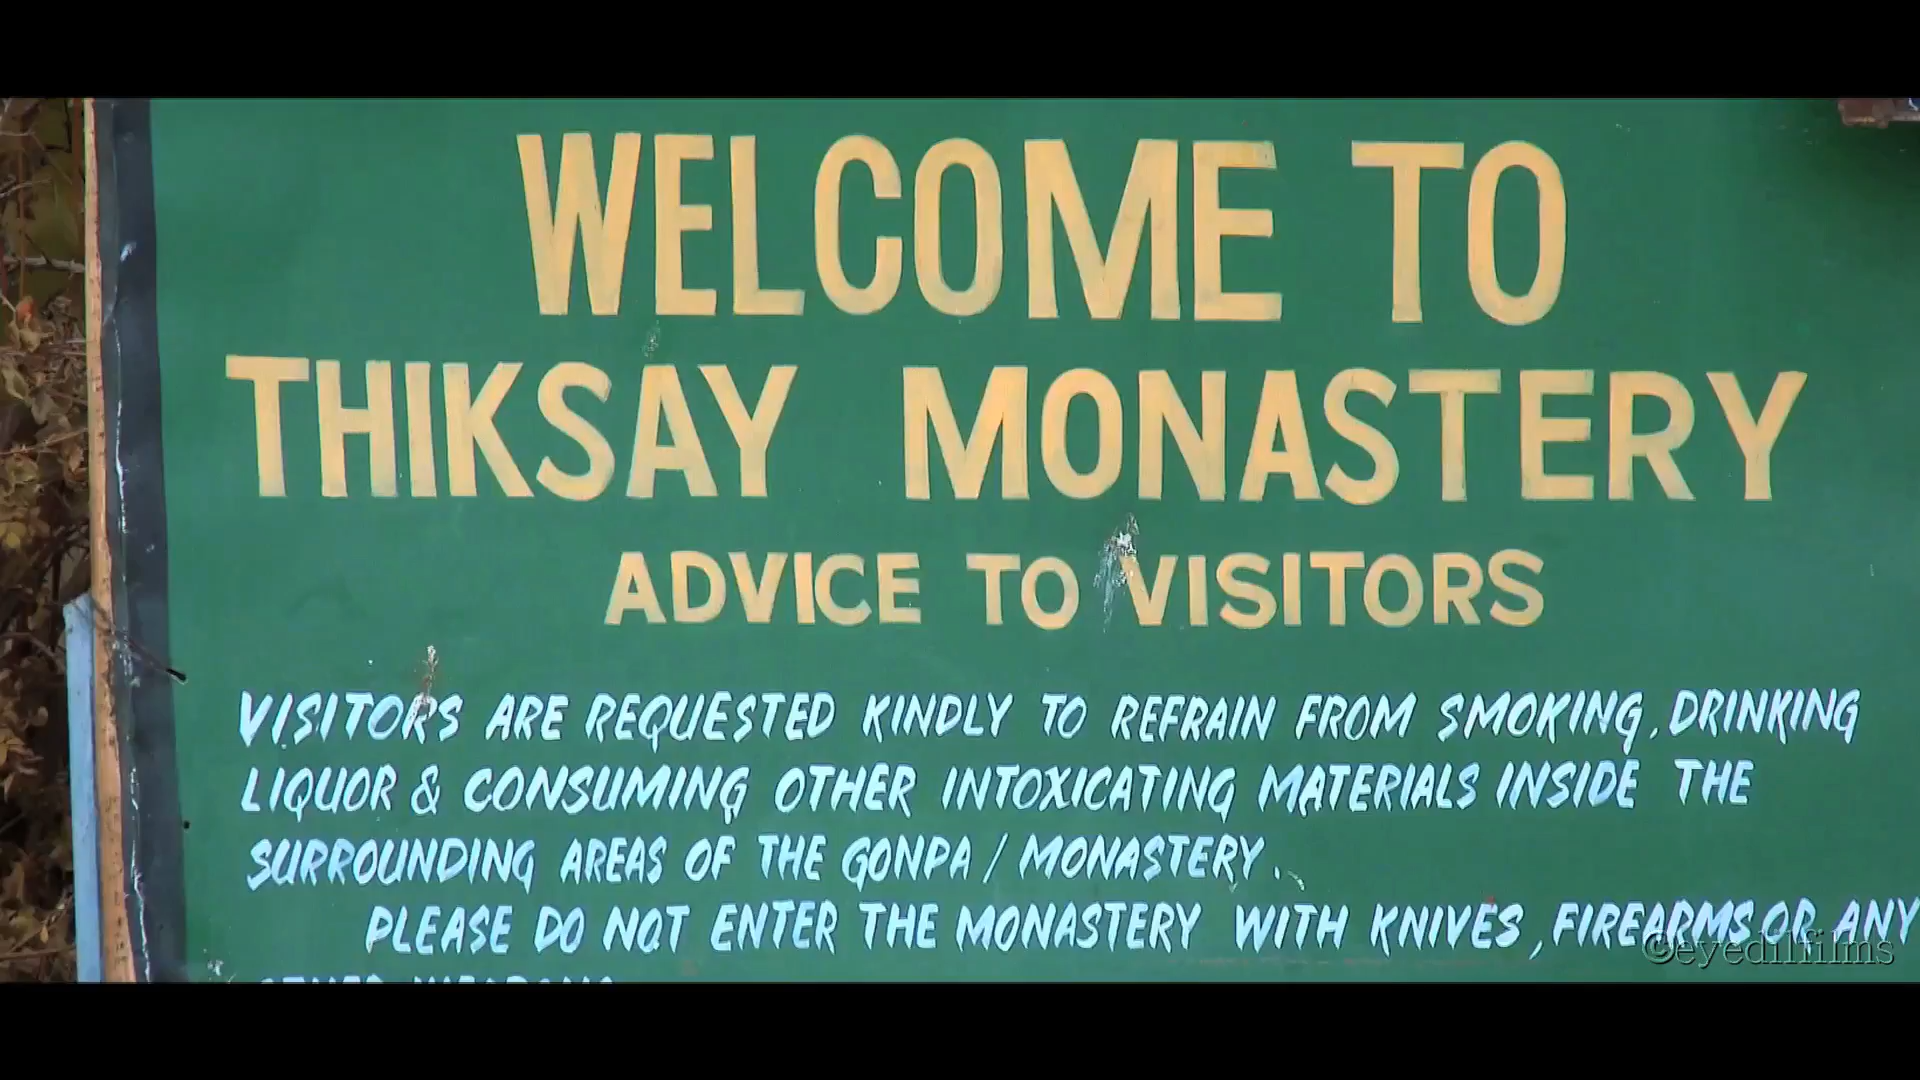 WELCOME TO
THIKSAY MONASTERY
ADVICE TO VISITORS
VISITORS ARE REQUESTED KINDLY TO REFRAIN FROM SMOKING, DRINKING
LIQUOR & CONSUMING OTHER INTOXICATING MATERIALS INSIDE THE
SURROUNDING AREAS OF THE GONPA / MONASTERY.
PLEASE DO NOT ENTER THE MONASTERY WITH KNIVES, FIREARMS OR ANY
©eyedilfilms